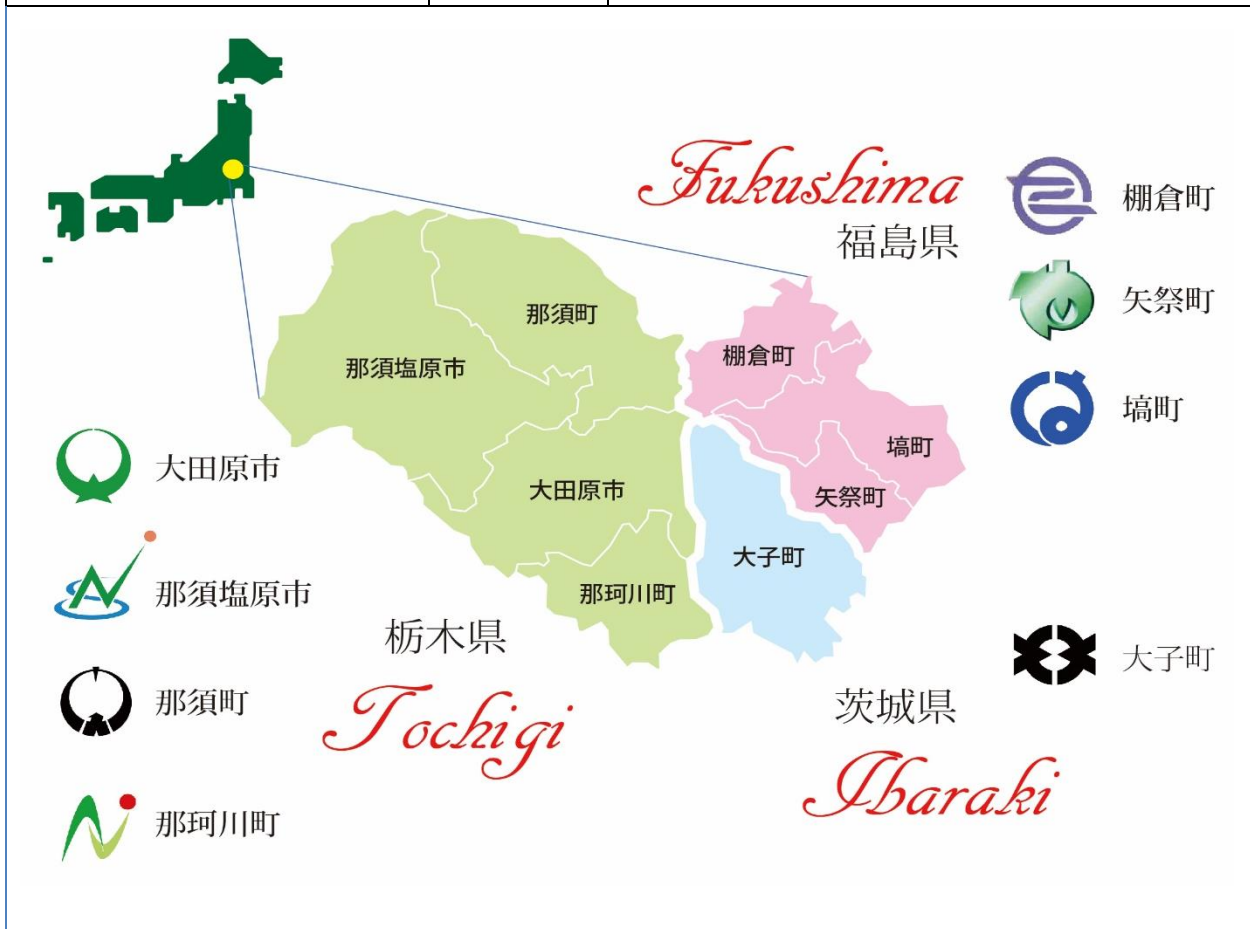 Fukushima
福島県
棚倉町
矢祭町
塙町
那須町
那須塩原市
棚倉町
塙町
矢祭町
大田原市
大子町
那珂川町
大田原市
那須塩原市
那須町
那珂川町
栃木県
Tochigi
茨城県
Ibaraki
大子町